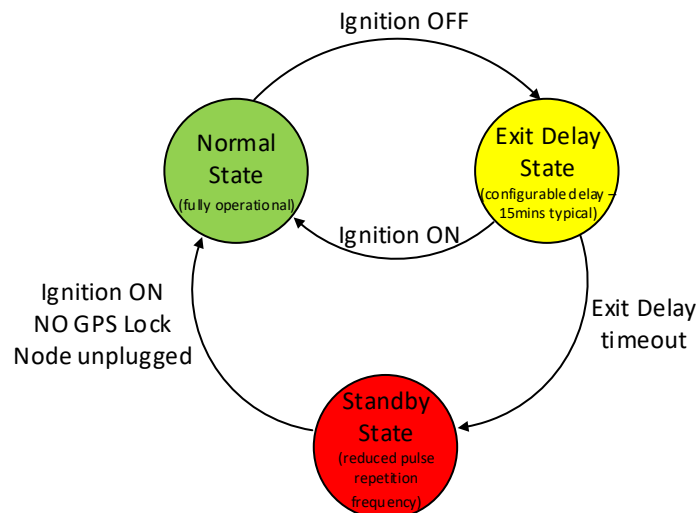 Ignition OFF
Normal
State
(fully operational)
Exit Delay
State
(configurable delay –
15mins typical)
Ignition ON
Ignition ON
NO GPS Lock
Node unplugged
Exit Delay
timeout
Standby
State
(reduced pulse
repetition
frequency)